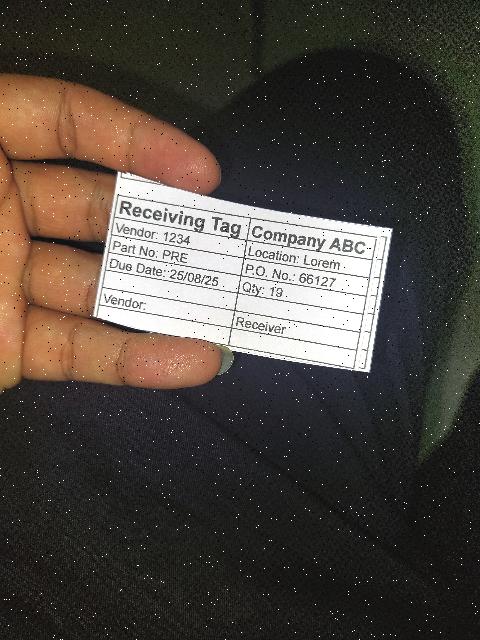 Receiving Tag Company ABC
Vendor: 1234 Location: Lorem
Part No: PRE P.O. No.: 66127
Due Date: 25/08/25 Qty: 19
Vendor: Receiver